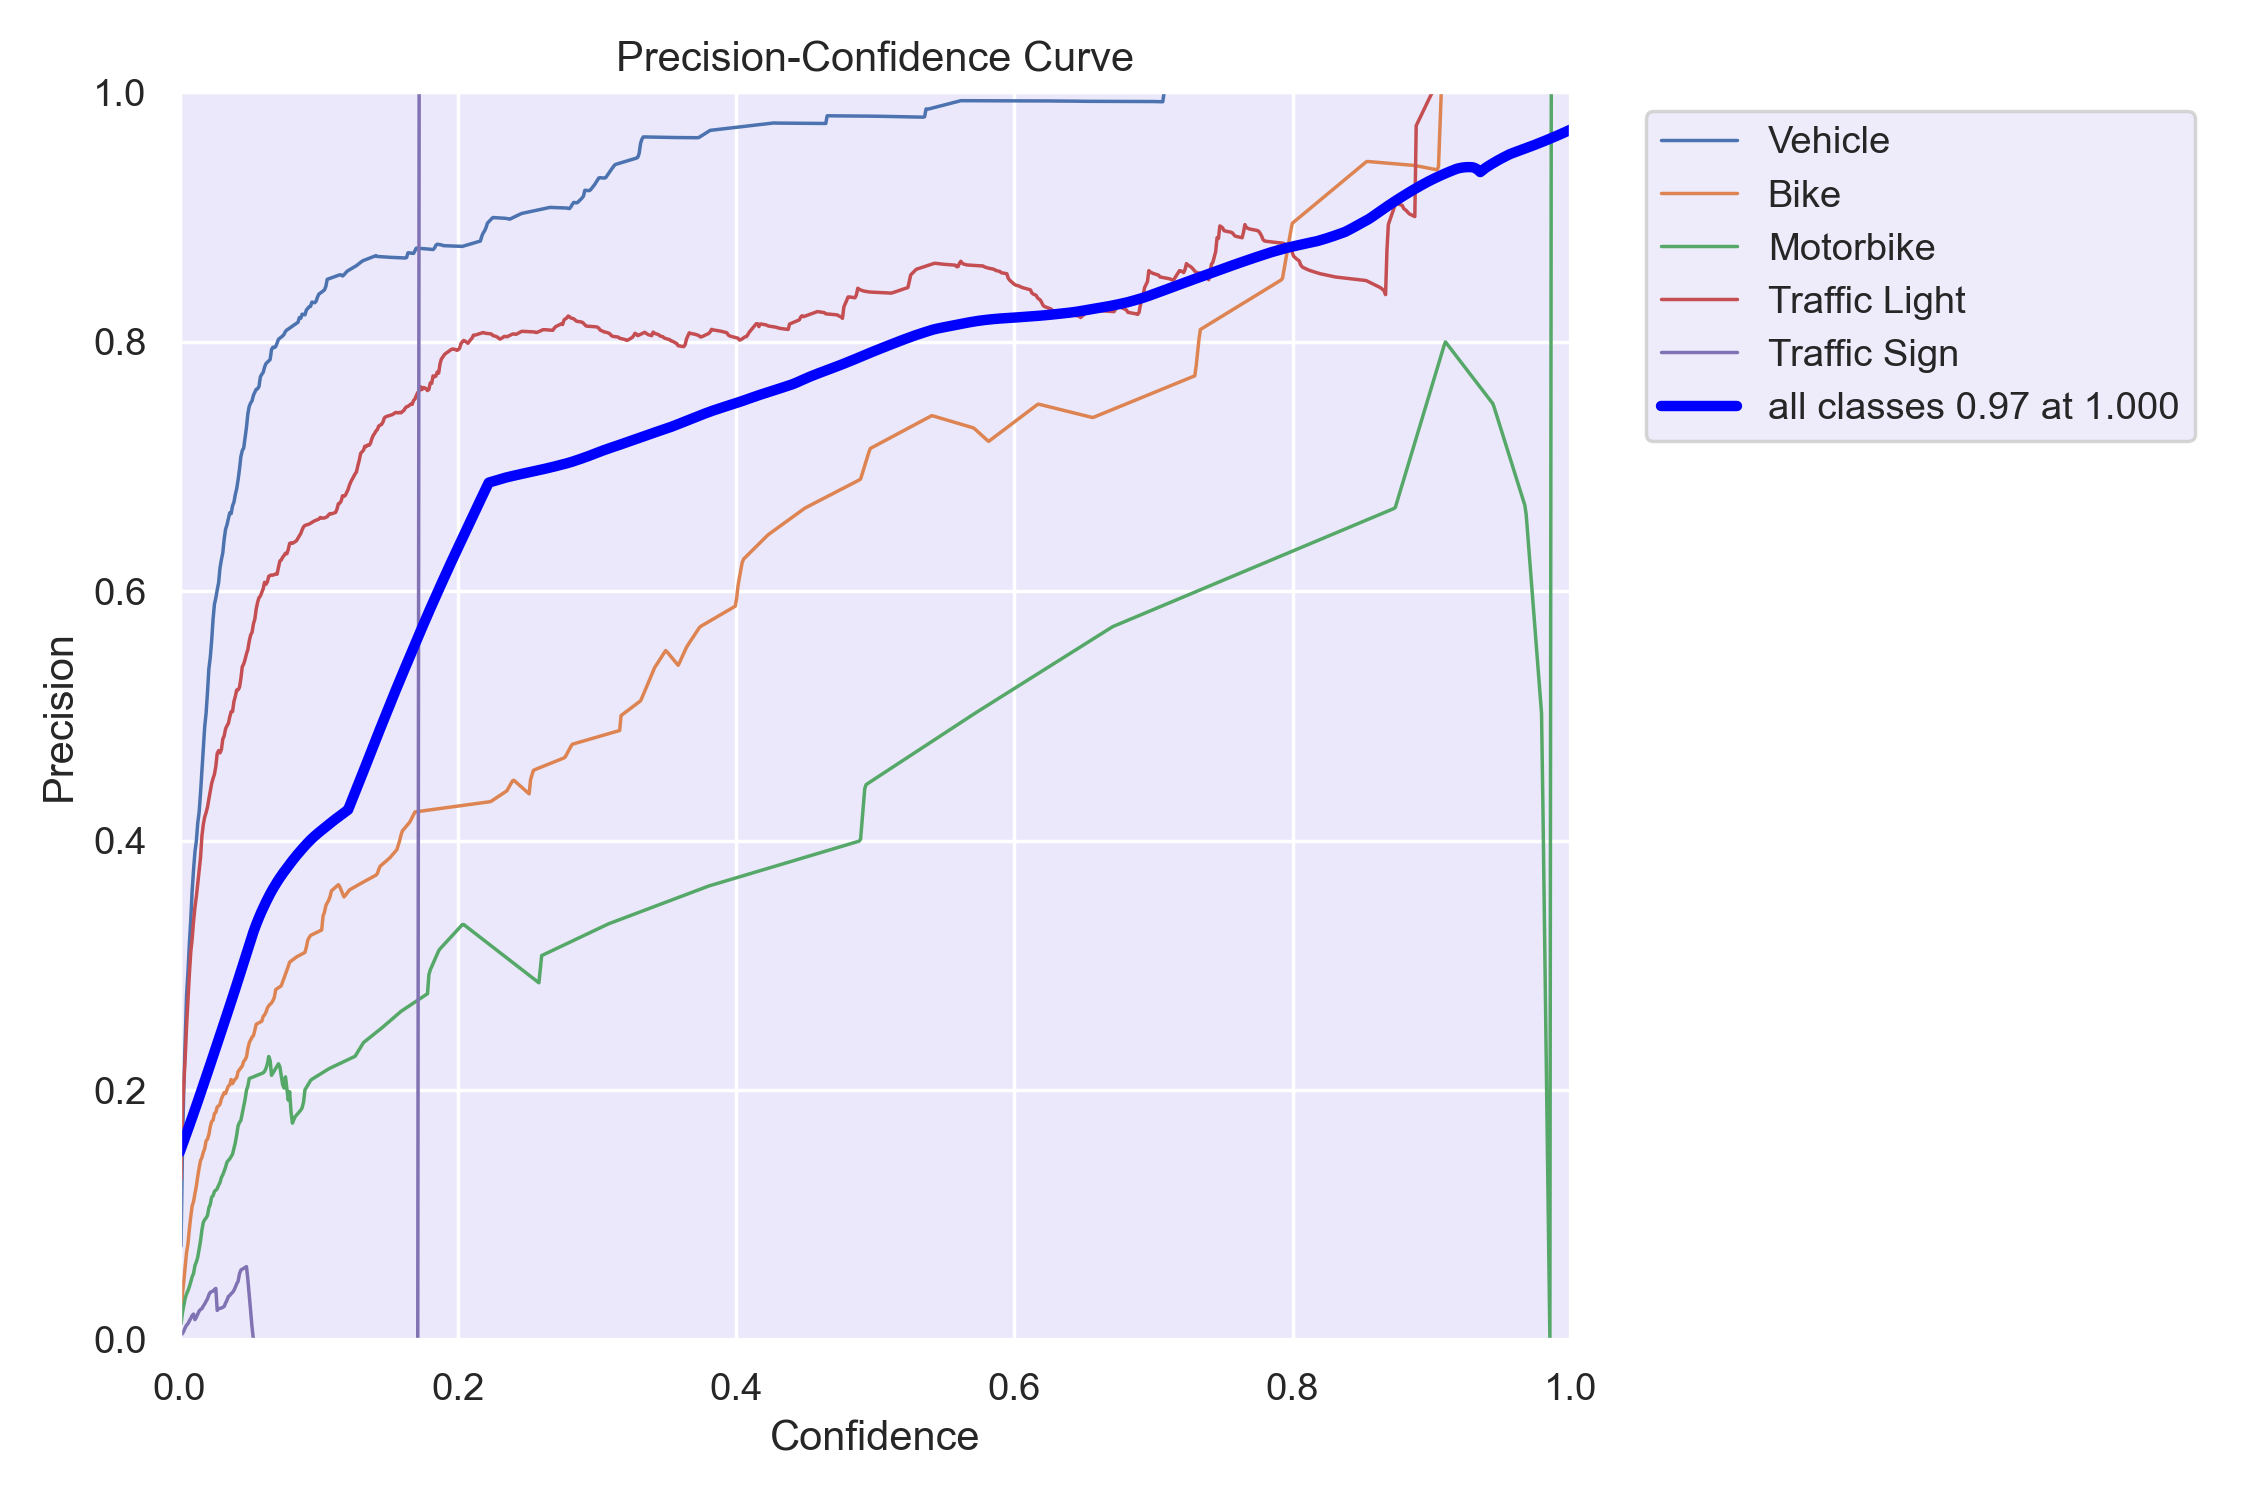 Precision-Confidence Curve
1.0
0.8
0.6
0.4
0.2
0.0
Precision
0.0 0.2 0.4 0.6 0.8 1.0
Confidence
Vehicle
Bike
Motorbike
Traffic Light
Traffic Sign
all classes 0.97 at 1.000